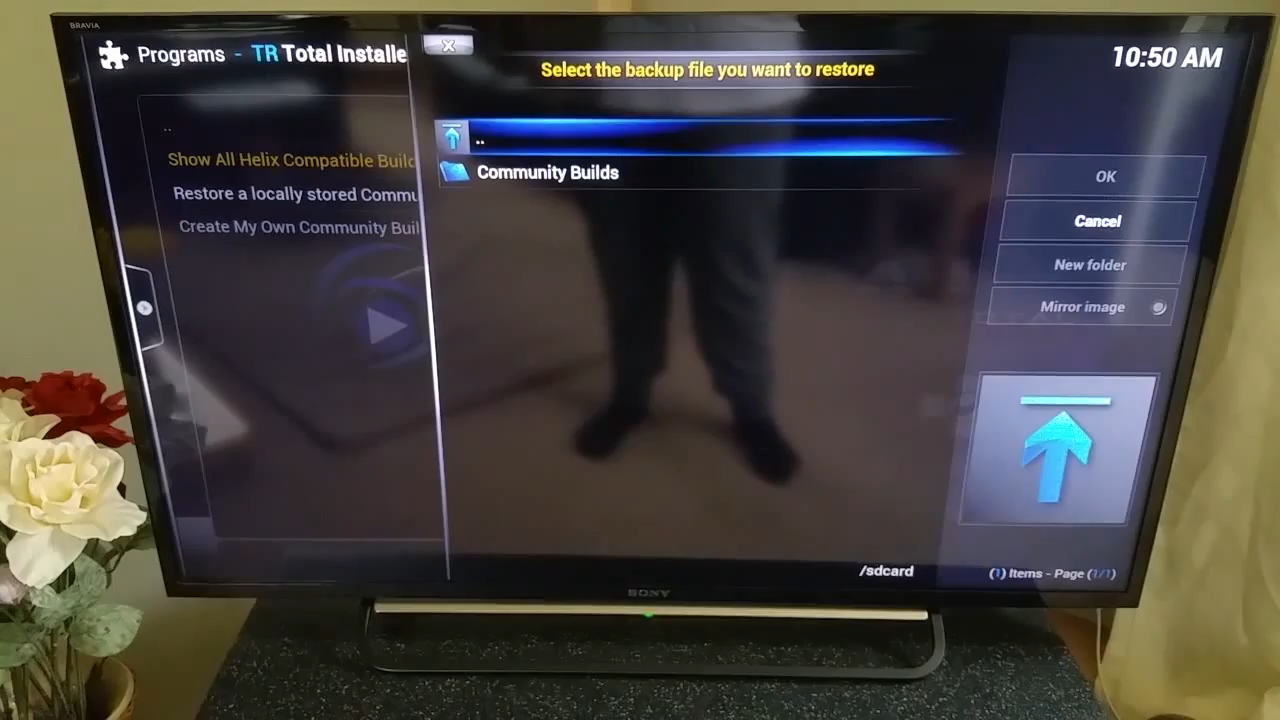 BRAVIA
Programs - TR Total Installe
Select the backup file you want to restore
10:50 AM
..
Show All Helix Compatible Builc
Restore a locally stored Commu
Create My Own Community Buil
..
Community Builds
OK
Cancel
New folder
Mirror image
/sdcard
(1) Items - Page (1/1)
SONY